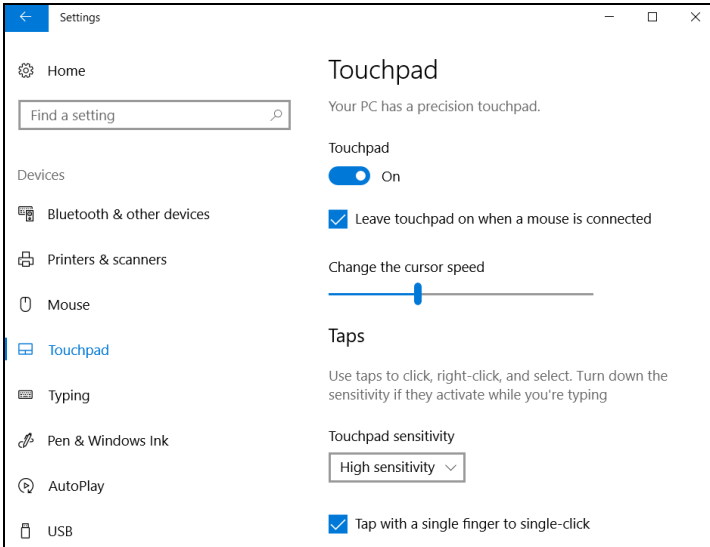 Settings
Home
Find a setting
Devices
Bluetooth & other devices
Printers & scanners
Mouse
Touchpad
Typing
Pen & Windows Ink
AutoPlay
USB
Touchpad
Your PC has a precision touchpad.
Touchpad
On
Leave touchpad on when a mouse is connected
Change the cursor speed
Taps
Use taps to click, right-click, and select. Turn down the
sensitivity if they activate while you're typing
Touchpad sensitivity
High sensitivity
Tap with a single finger to single-click